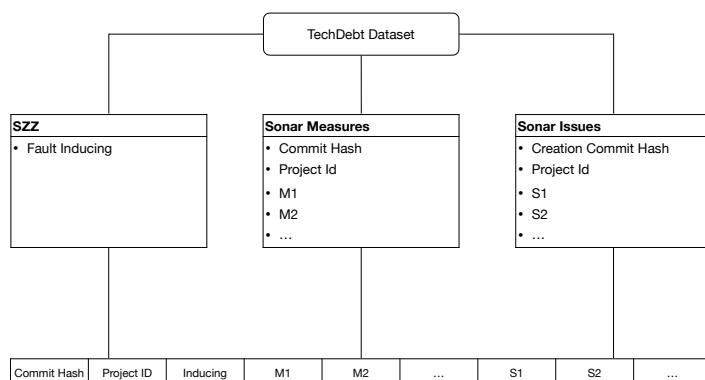 TechDebt Dataset
SZZ
• Fault Inducing
Sonar Measures
• Commit Hash
• Project Id
• M1
• M2
• …
Sonar Issues
• Creation Commit Hash
• Project Id
• S1
• S2
• …
Commit Hash Project ID Inducing M1 M2 … S1 S2 …